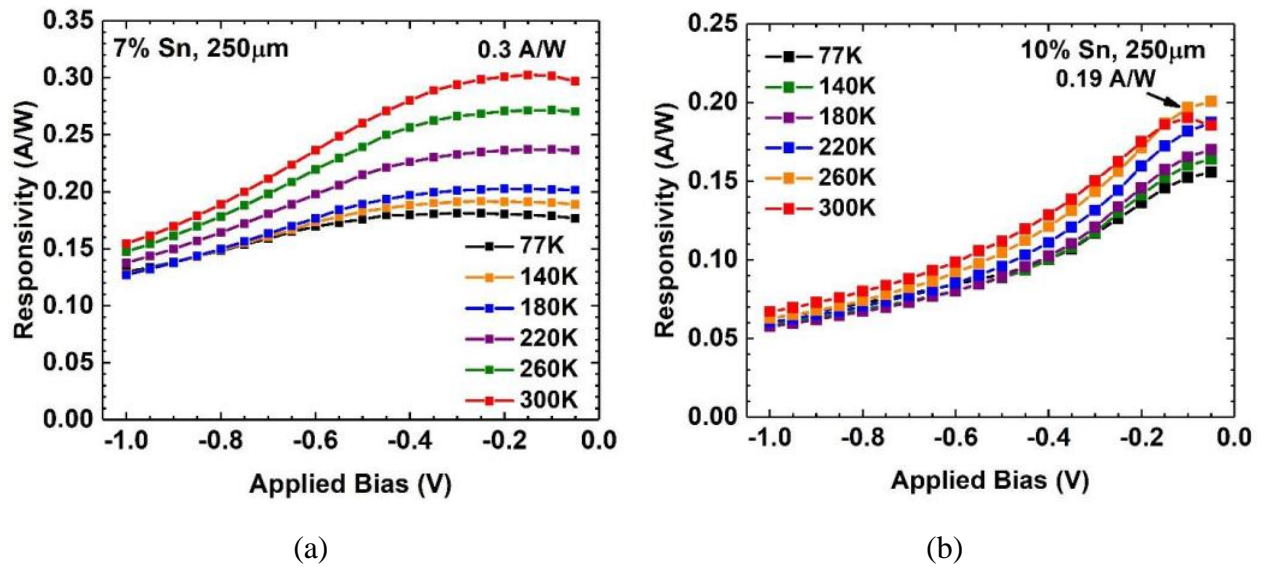 (a)
7% Sn, 250μm
0.3 A/W
Responsivity (A/W)
0.35
0.30
0.25
0.20
0.15
0.10
0.05
0.00
77K
140K
180K
220K
260K
300K
-1.0 -0.8 -0.6 -0.4 -0.2 0.0
Applied Bias (V)
(a)
(b)
10% Sn, 250μm
0.19 A/W
77K
140K
180K
220K
260K
300K
Responsivity (A/W)
0.25
0.20
0.15
0.10
0.05
0.00
-1.0 -0.8 -0.6 -0.4 -0.2 0.0
Applied Bias (V)
(b)